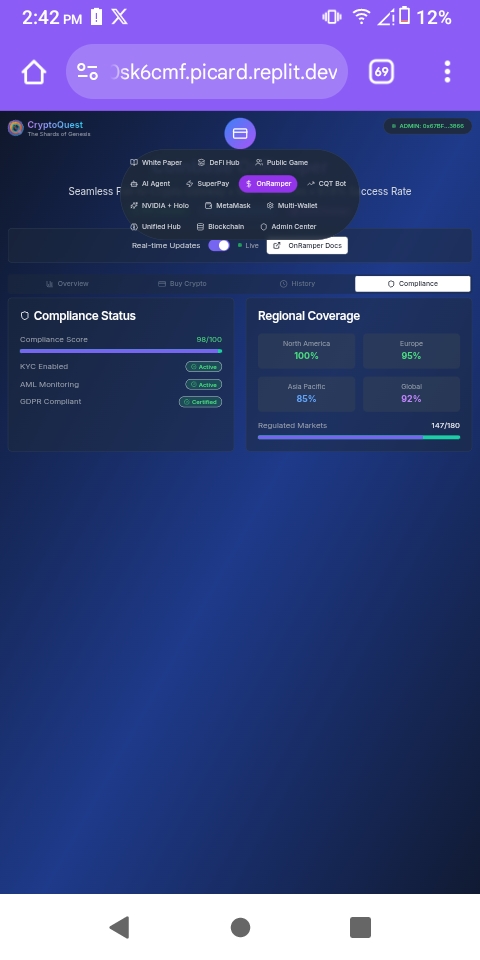 2:42 PM
12%
sk6cmf.picard.replit.dev
69
CryptoQuest
The Shards of Genesis
ADMIN: 0x67BF...3866
White Paper
DeFi Hub
Public Game
Seamless
AI Agent
SuperPay
OnRamper
CQT Bot
Rate
NVIDIA + Holo
MetaMask
Multi-Wallet
Unified Hub
Blockchain
Admin Center
Real-time Updates
Live
OnRamper Docs
Overview
Buy Crypto
History
Compliance
Compliance Status
Compliance Score
98/100
KYC Enabled
Active
AML Monitoring
Active
GDPR Compliant
Certified
Regional Coverage
North America
100%
Europe
95%
Asia Pacific
85%
Global
92%
Regulated Markets
147/180